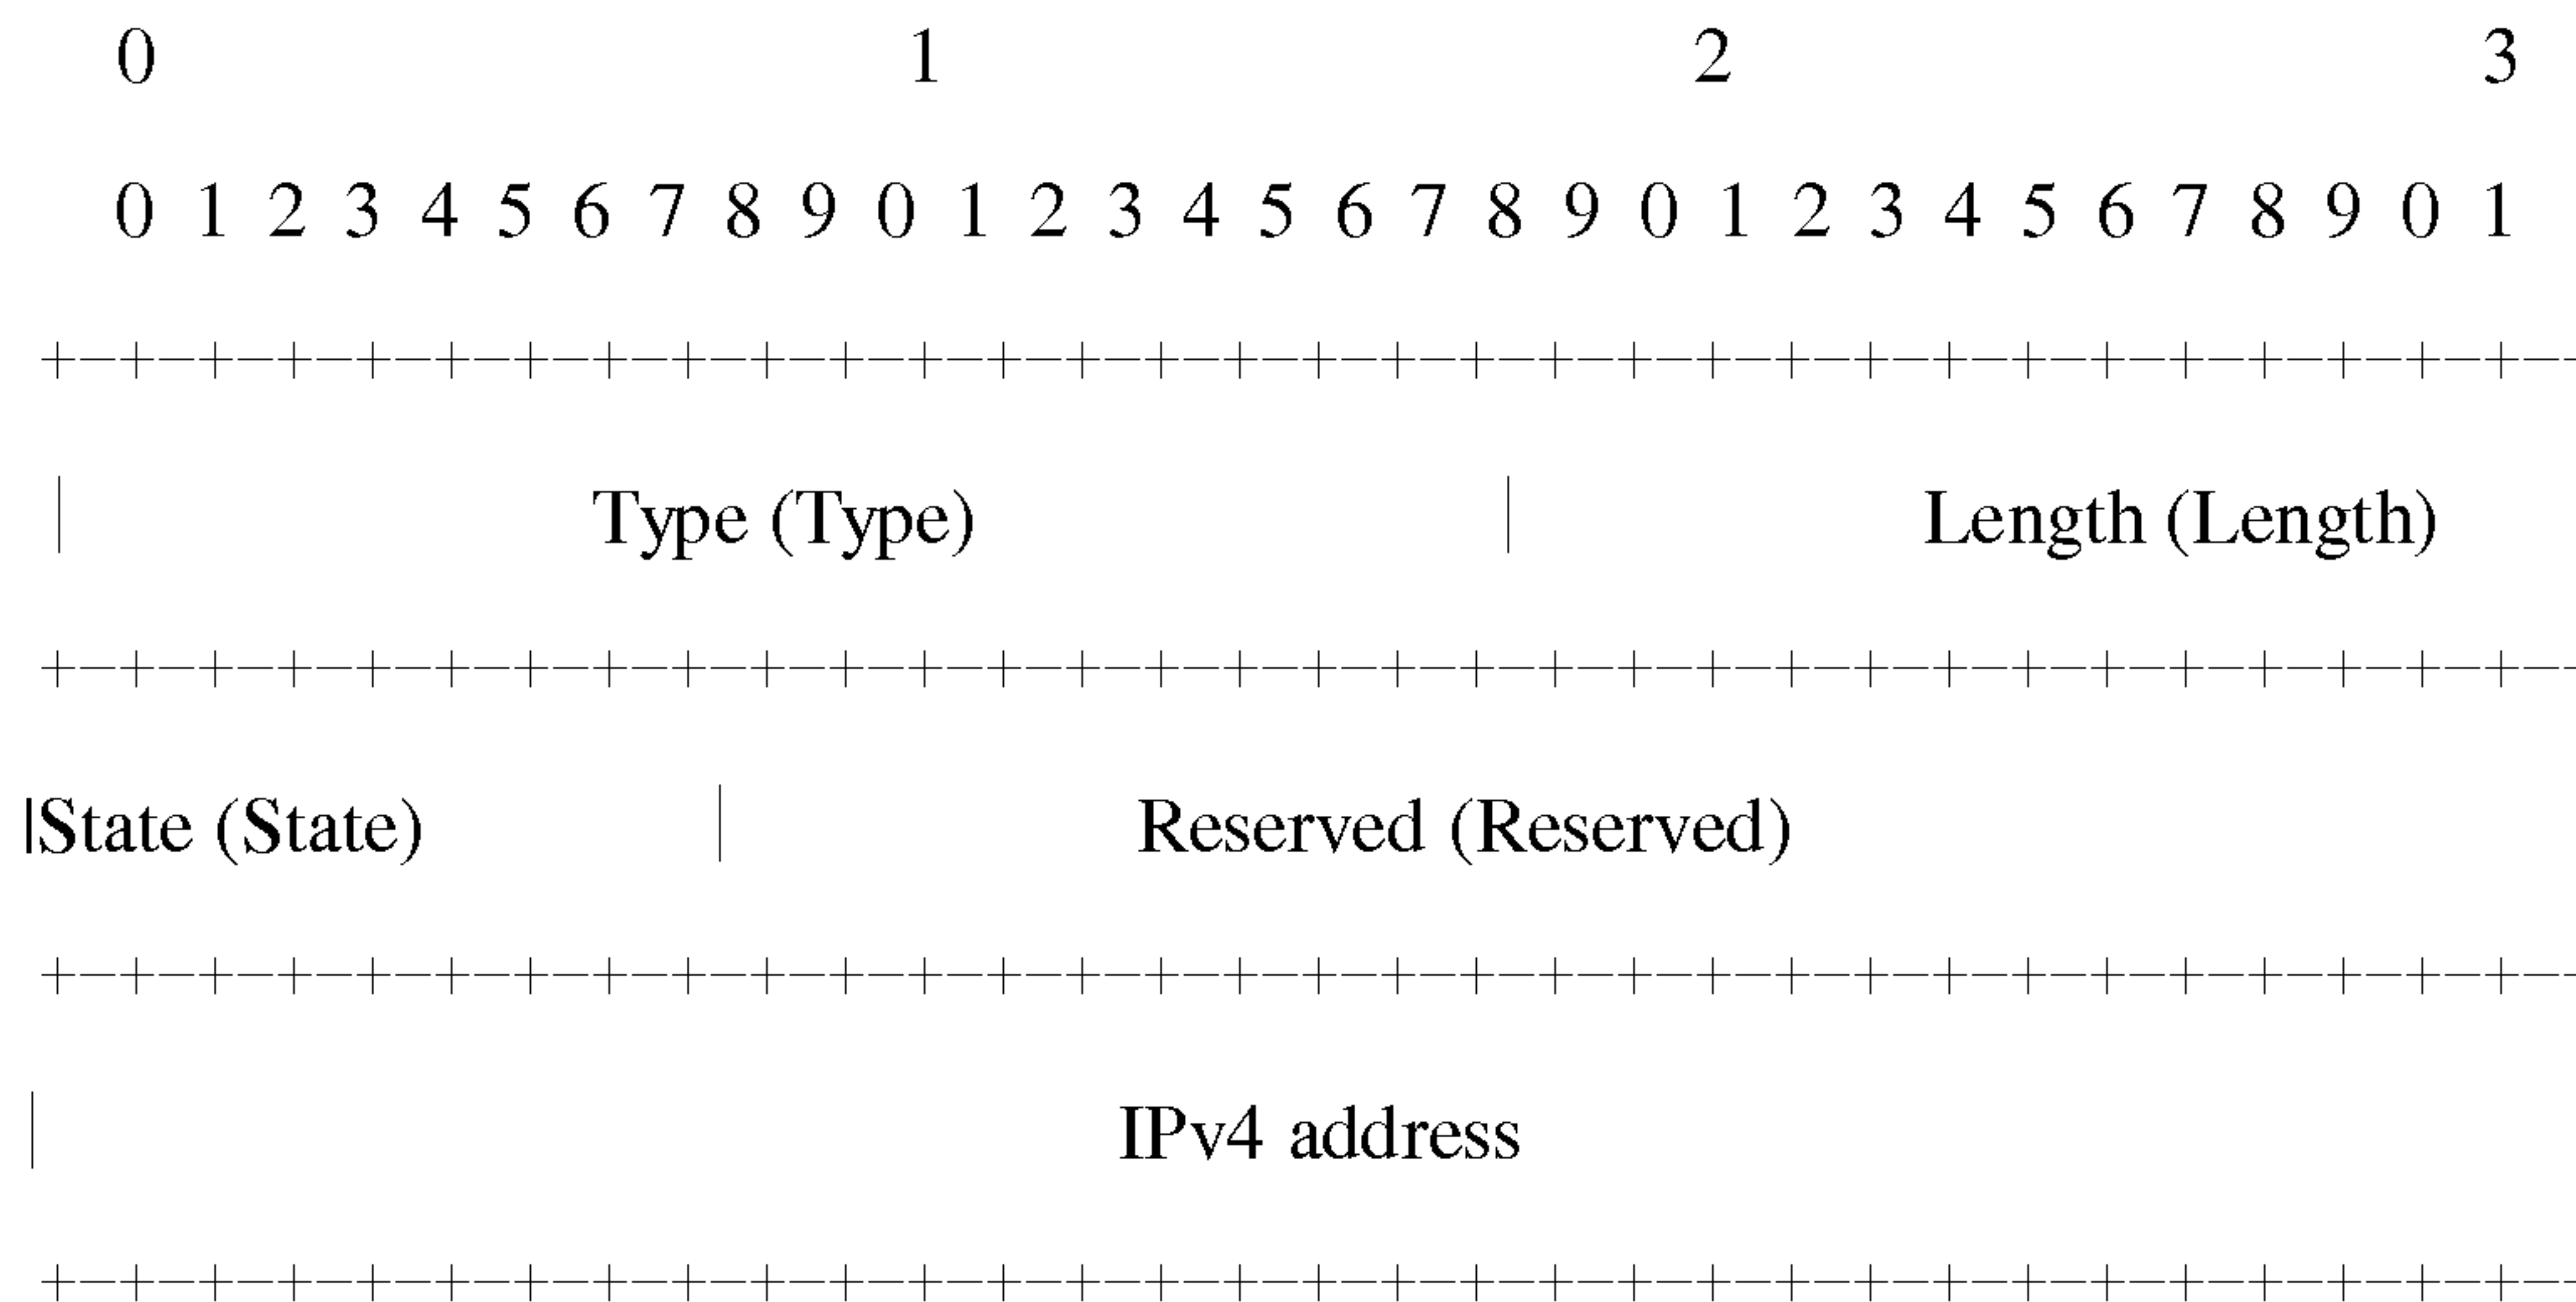 0 1 2 3
0 1 2 3 4 5 6 7 8 9 0 1 2 3 4 5 6 7 8 9 0 1 2 3 4 5 6 7 8 9 0 1
+-+-+-+-+-+-+-+-+-+-+-+-+-+-+-+-+-+-+-+-+-+-+-+-+-+-+-+-+-+-+-+-
| Type (Type) | Length (Length)
+-+-+-+-+-+-+-+-+-+-+-+-+-+-+-+-+-+-+-+-+-+-+-+-+-+-+-+-+-+-+-+-
|State (State) | Reserved (Reserved)
+-+-+-+-+-+-+-+-+-+-+-+-+-+-+-+-+-+-+-+-+-+-+-+-+-+-+-+-+-+-+-+-
| IPv4 address
+-+-+-+-+-+-+-+-+-+-+-+-+-+-+-+-+-+-+-+-+-+-+-+-+-+-+-+-+-+-+-+-